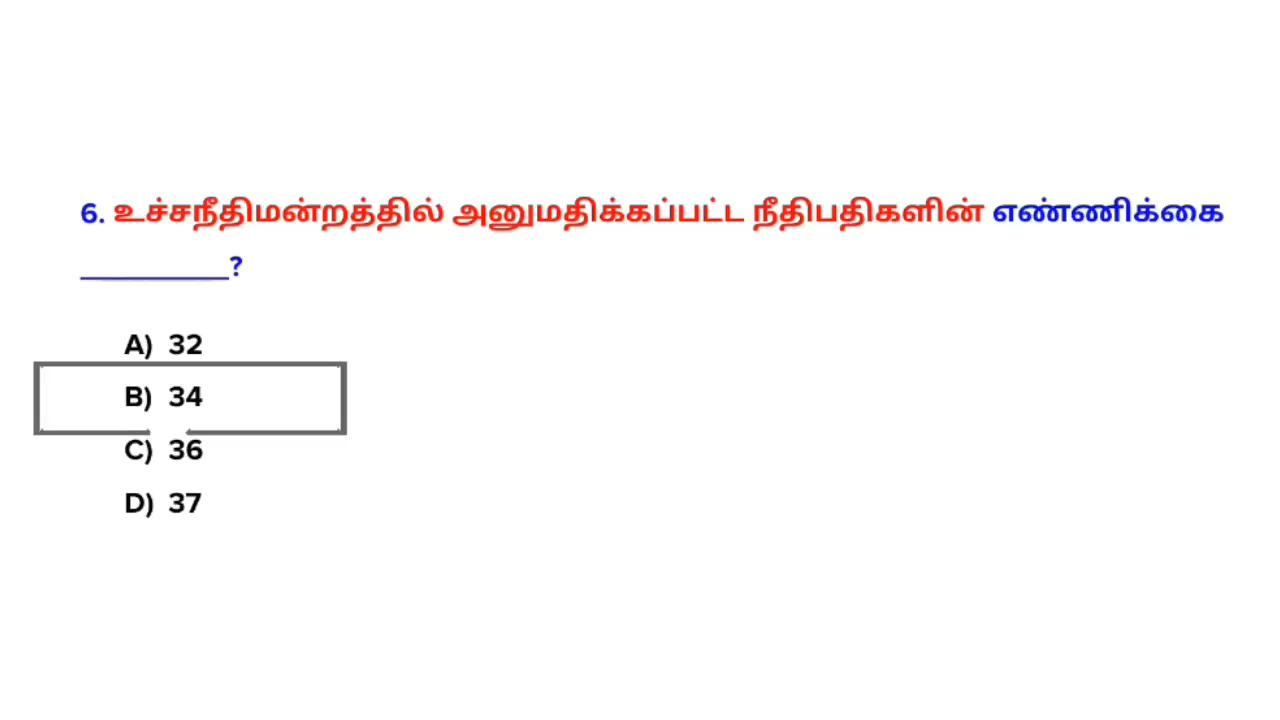 6. உச்சநீதிமன்றத்தில் அனுமதிக்கப்பட்ட நீதிபதிகளின் எண்ணிக்கை
__________?
A) 32
B) 34
C) 36
D) 37